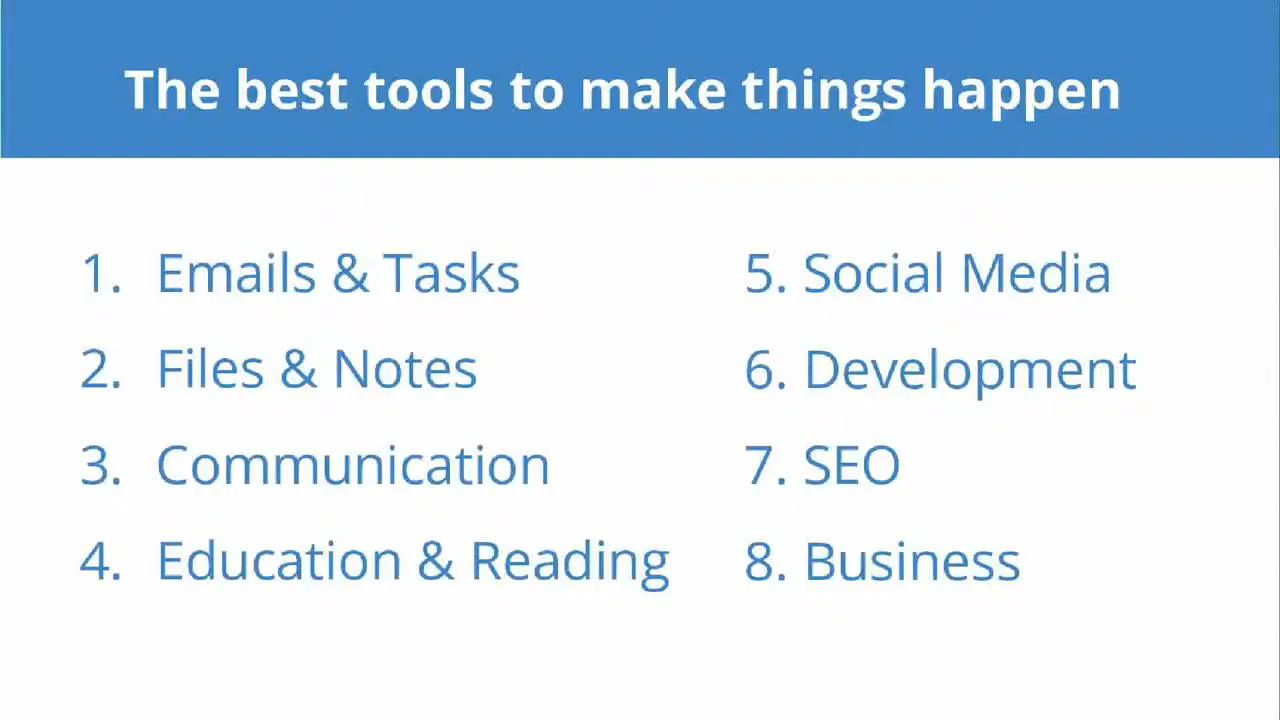 The best tools to make things happen
1. Emails & Tasks
2. Files & Notes
3. Communication
4. Education & Reading
5. Social Media
6. Development
7. SEO
8. Business